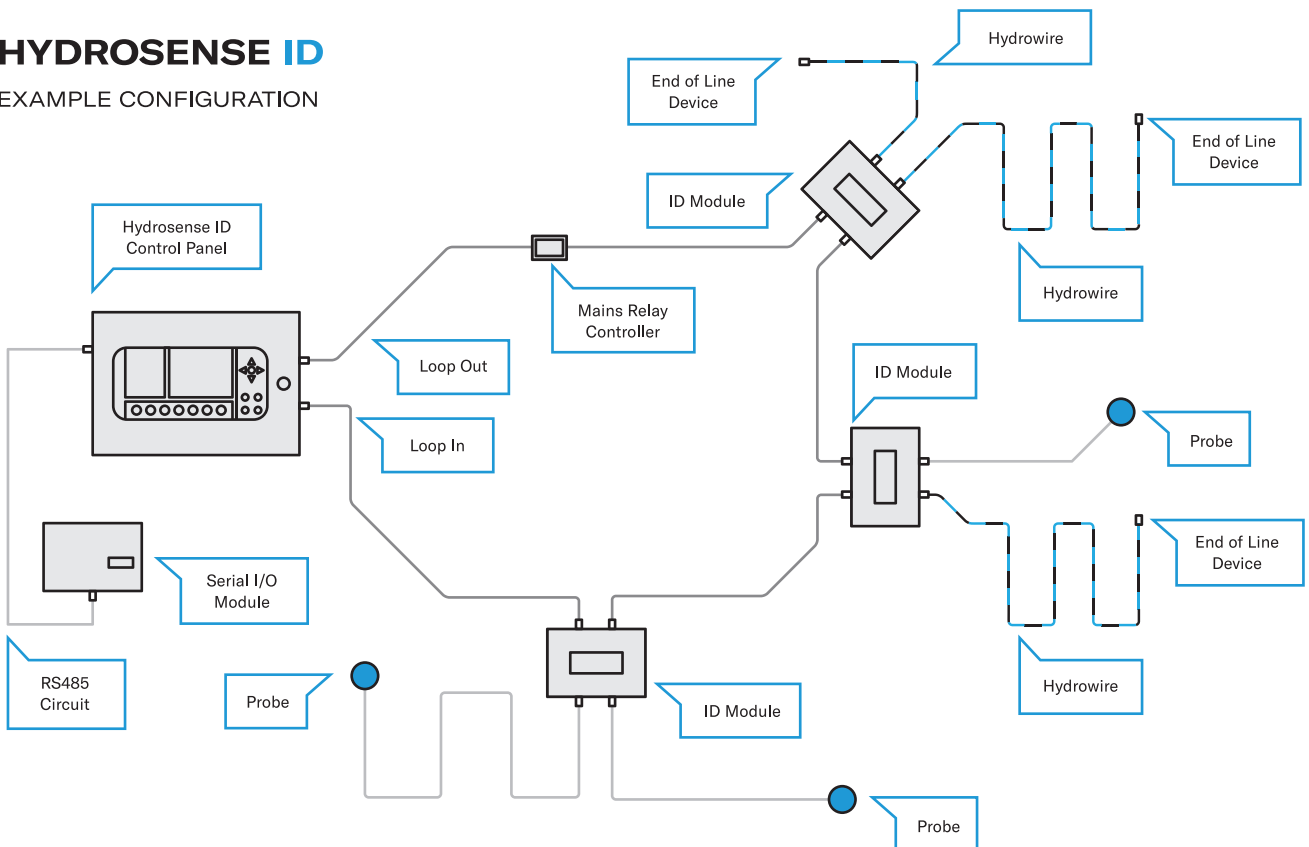 HYDROSENSE ID
EXAMPLE CONFIGURATION
Hydrowire
End of Line
Device
End of Line
Device
ID Module
Hydrosense ID
Control Panel
Hydrowire
Mains Relay
Controller
Loop Out
ID Module
Loop In
Probe
End of Line
Device
Serial I/O
Module
RS485
Circuit
Probe
ID Module
Hydrowire
Probe